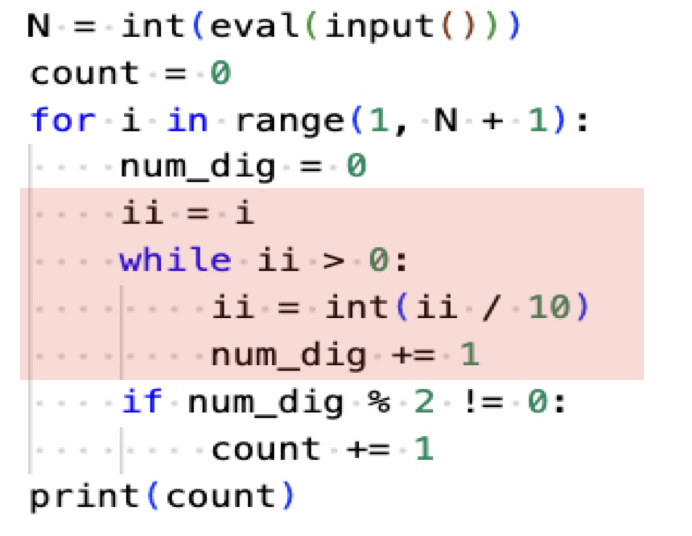 N = int(eval(input()))
count = 0
for i in range(1, N + 1):
    num_dig = 0
    ii = i
    while ii > 0:
        ii = int(ii / 10)
        num_dig += 1
    if num_dig % 2 != 0:
        count += 1
print(count)